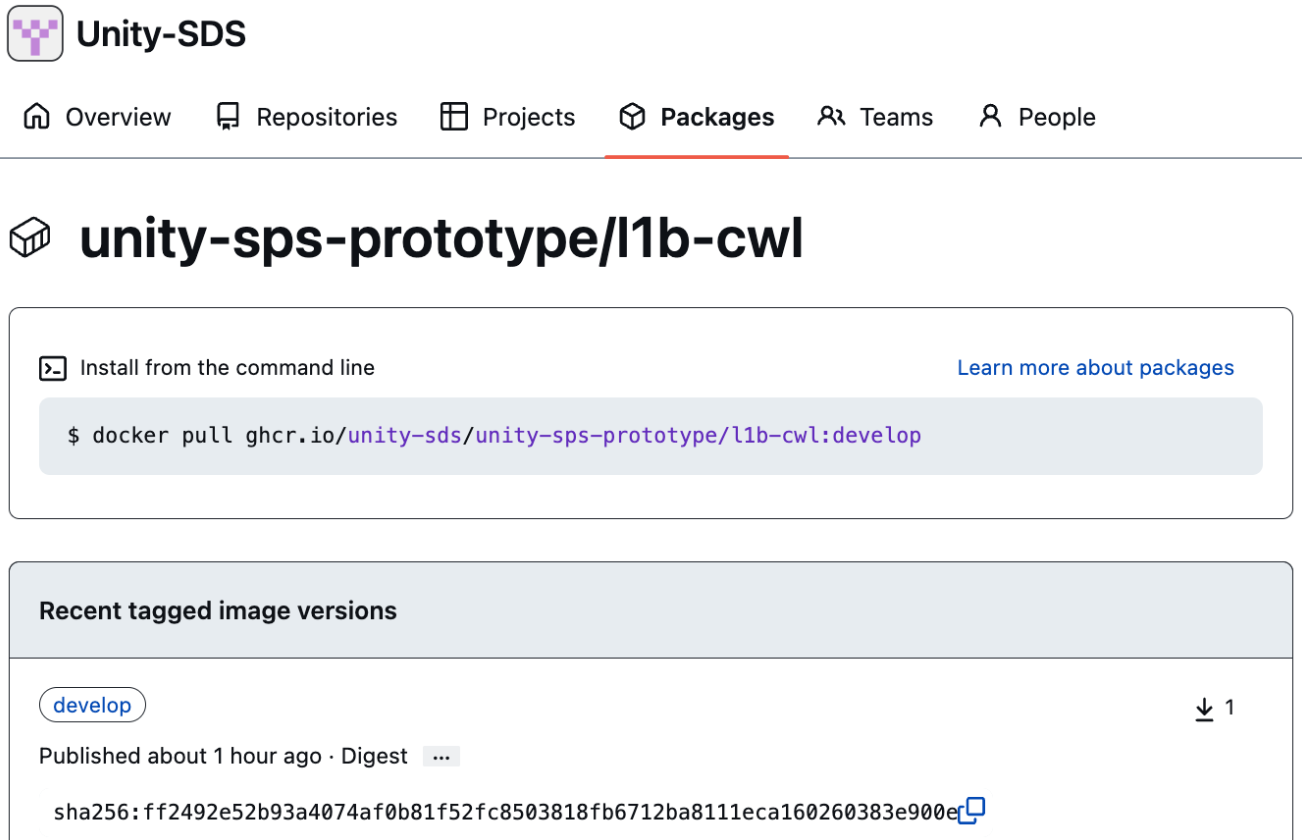 Unity-SDS
Overview Repositories Projects Packages Teams People
unity-sps-prototype/l1b-cwl
Install from the command line Learn more about packages
$ docker pull ghcr.io/unity-sds/unity-sps-prototype/l1b-cwl:develop
Recent tagged image versions
develop 1
Published about 1 hour ago · Digest ...
sha256:ff2492e52b93a4074af0b81f52fc8503818fb6712ba8111eca160260383e900e